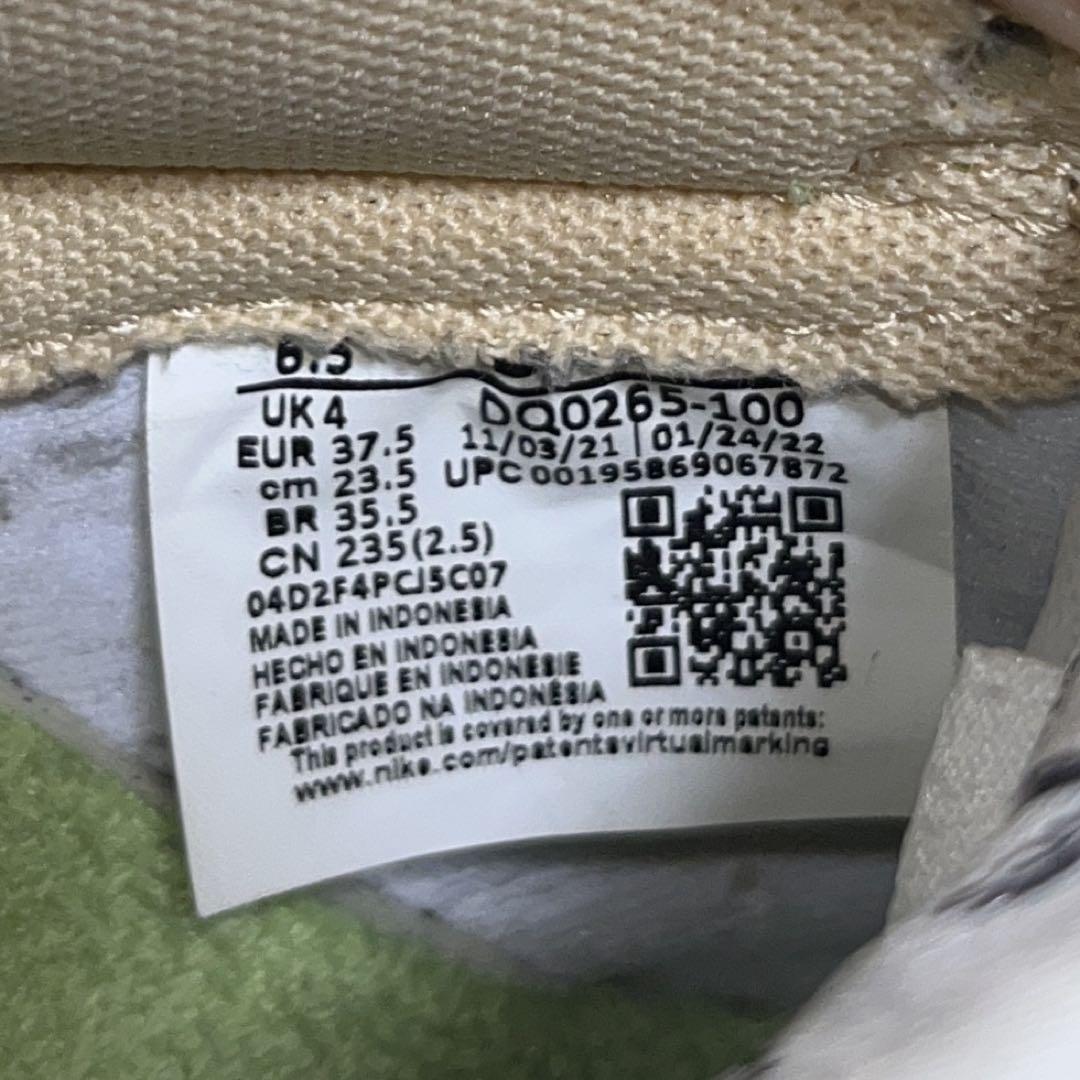 6.5
UK 4 DQ0265-100
EUR 37.5 11/03/21 | 01/24/22
cm 23.5 UPC 00195869067872
BR 35.5
CN 235(2.5)
04D2F4PCJ5C07
MADE IN INDONESIA
HECHO EN INDONESIA
FABRIQUE EN INDONESIE
FABRICADO NA INDONÉSIA
This product is covered by one or more patents:
www.nike.com/patentsvirtualmarking